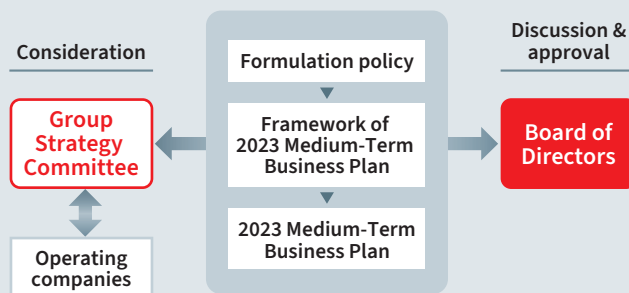 Consideration
Group
Strategy
Committee
Operating
companies
Formulation policy
Framework of
2023 Medium-Term
Business Plan
2023 Medium-Term
Business Plan
Discussion &
approval
Board of
Directors